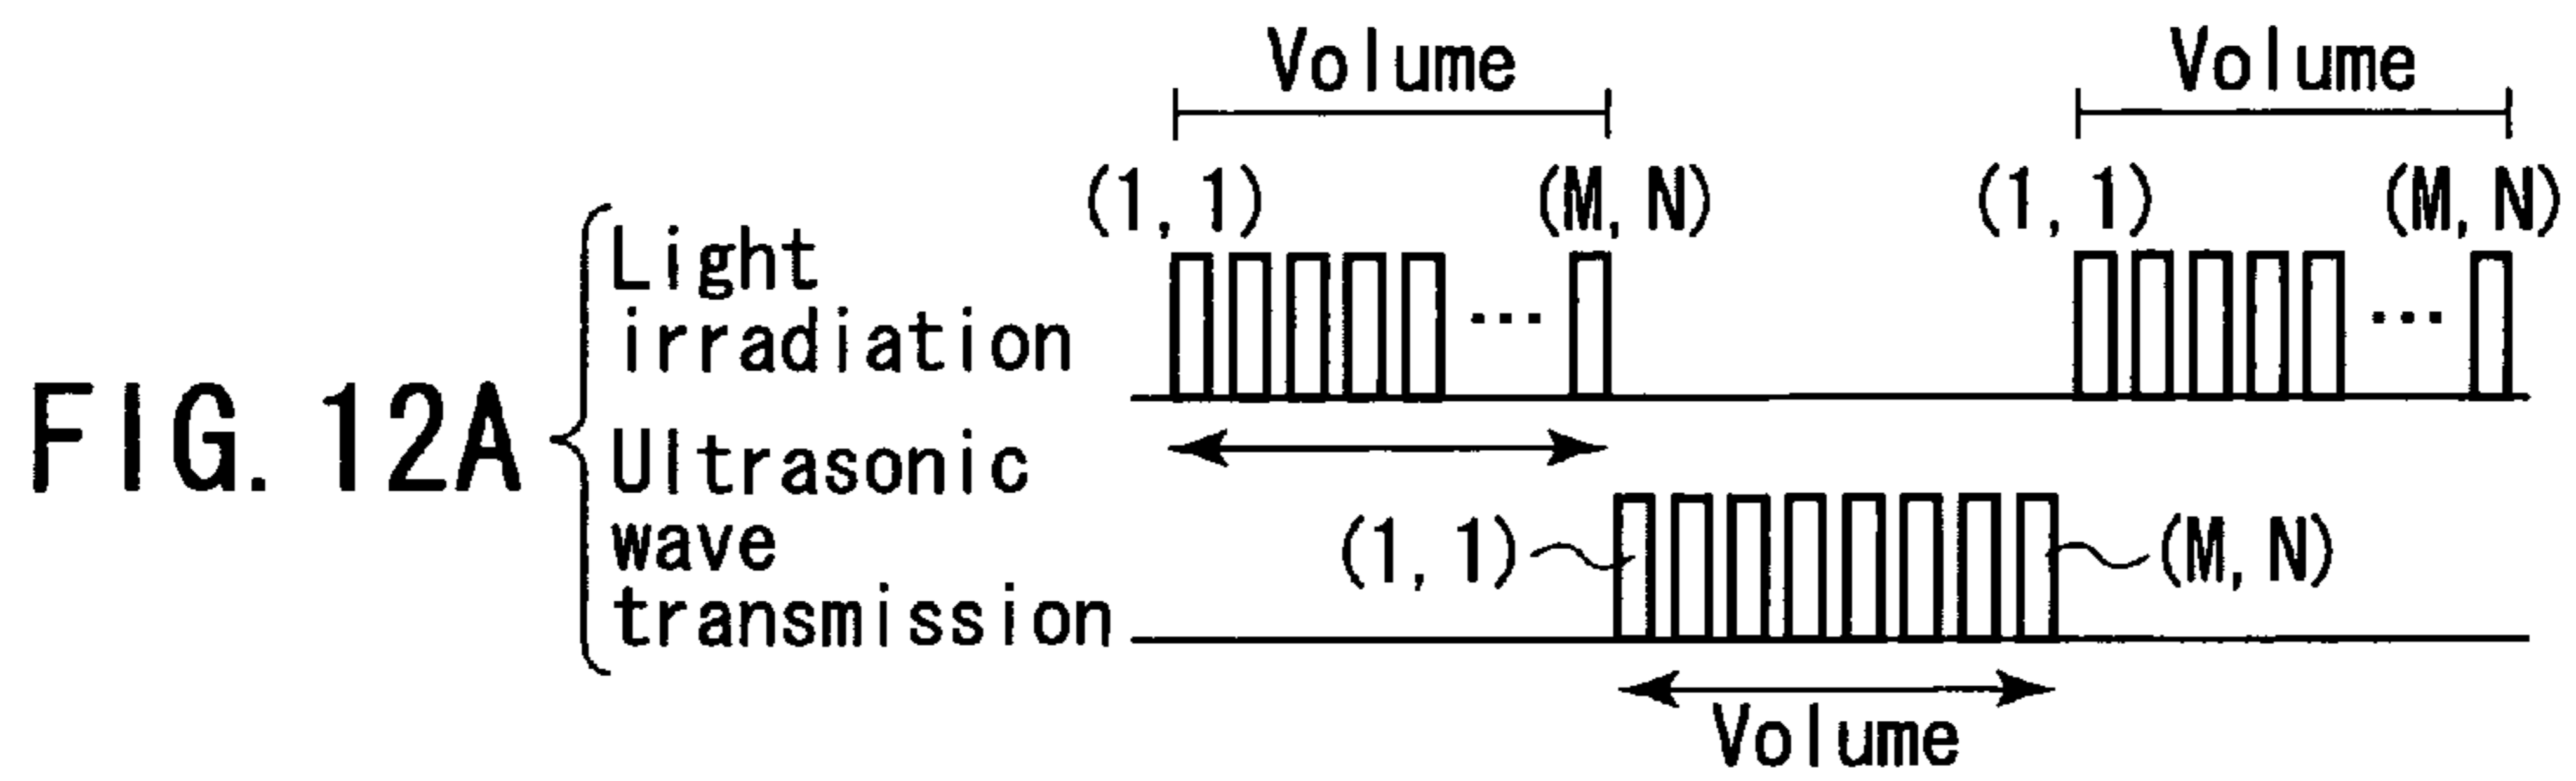 Volume Volume
(1, 1) (M, N) (1, 1) (M, N)
Light
irradiation
...
...
FIG. 12A
Ultrasonic
wave
transmission
(1, 1) (M, N)
Volume